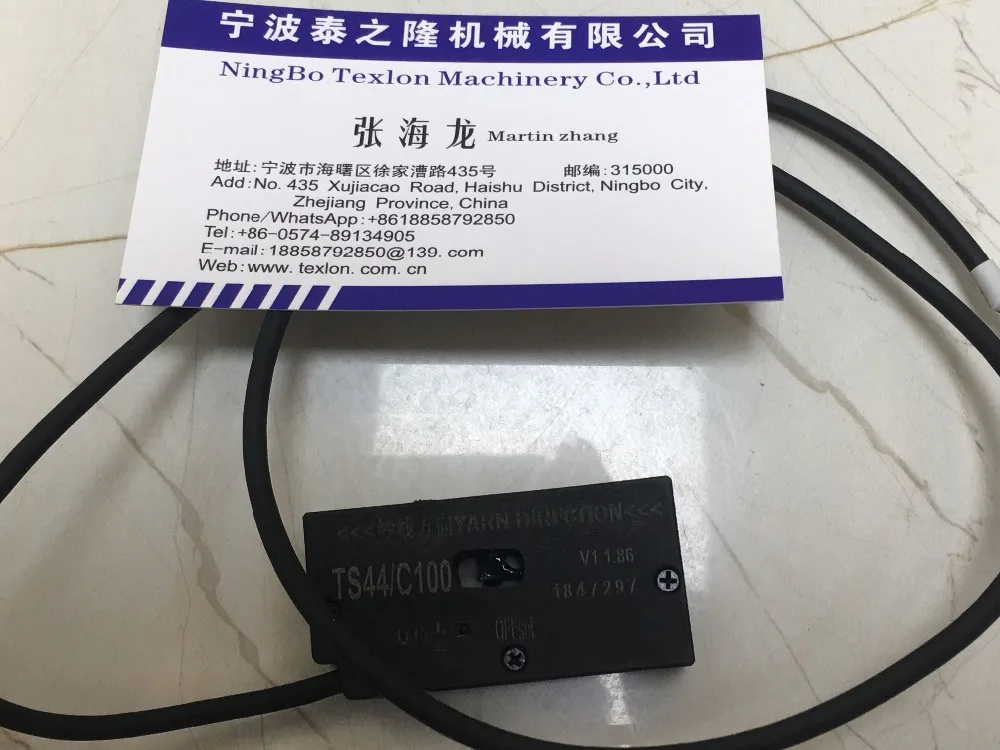 宁波泰之隆机械有限公司
NingBo Texlon Machinery Co.,Ltd
张海龙 Martin zhang
地址:宁波市海曙区徐家漕路435号 邮编:315000
Add:No. 435 Xujiacao Road, Haishu District, Ningbo City,
Zhejiang Province, China
Phone/WhatsApp:+8618858792850
Tel:+86-0574-89134905
E-mail:18858792850@139. com
Web:www. texlon. com. cn
<<<纱线方向YARN DIRECTION<<<
TS44/C100
V1.1.86
1847297
Offset